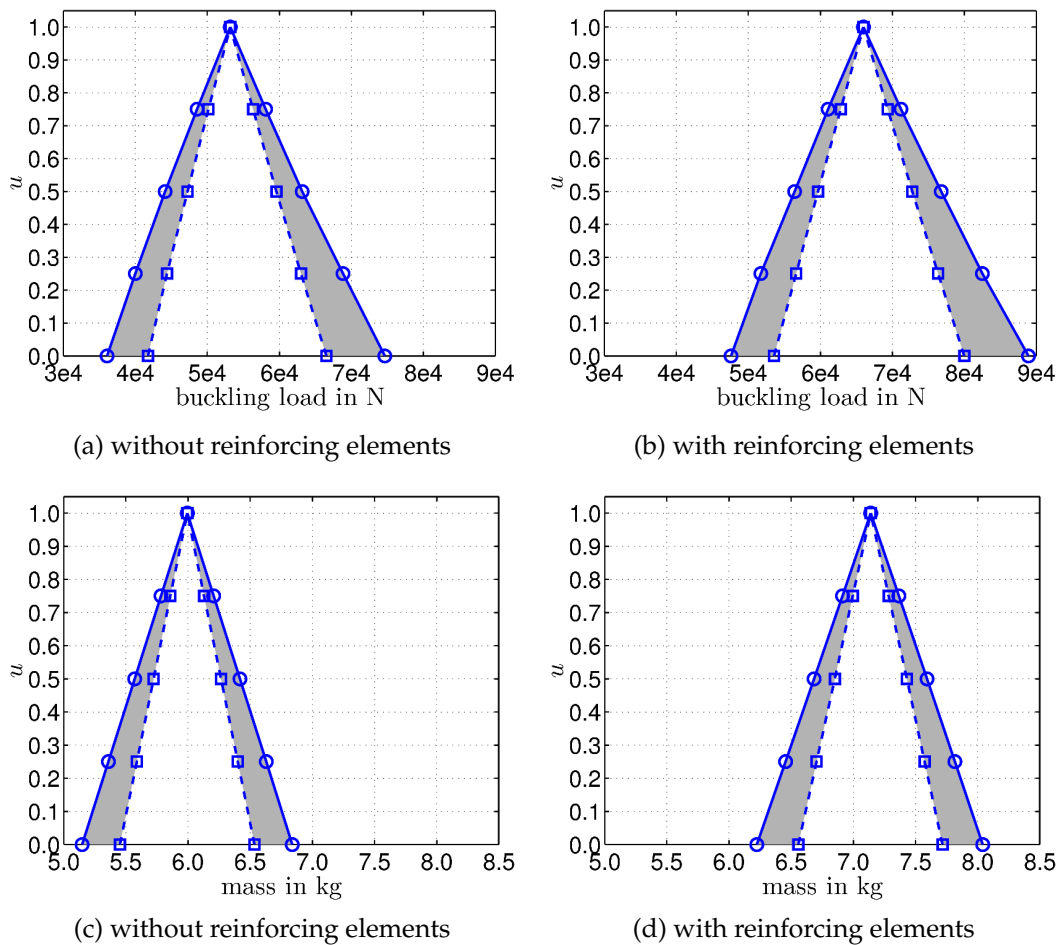 1.0
0.9
0.8
0.7
0.6
0.5
0.4
0.3
0.2
0.1
0.0
u
3e4 4e4 5e4 6e4 7e4 8e4 9e4
buckling load in N
(a) without reinforcing elements
1.0
0.9
0.8
0.7
0.6
0.5
0.4
0.3
0.2
0.1
0.0
u
3e4 4e4 5e4 6e4 7e4 8e4 9e4
buckling load in N
(b) with reinforcing elements
1.0
0.9
0.8
0.7
0.6
0.5
0.4
0.3
0.2
0.1
0.0
u
5.0 5.5 6.0 6.5 7.0 7.5 8.0 8.5
mass in kg
(c) without reinforcing elements
1.0
0.9
0.8
0.7
0.6
0.5
0.4
0.3
0.2
0.1
0.0
u
5.0 5.5 6.0 6.5 7.0 7.5 8.0 8.5
mass in kg
(d) with reinforcing elements